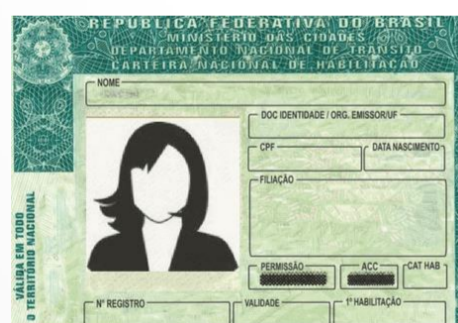 REPÚBLICA FEDERATIVA DO BRASIL
MINISTÉRIO DAS CIDADES
DEPARTAMENTO NACIONAL DE TRÂNSITO
CARTEIRA NACIONAL DE HABILITAÇÃO
NOME
DOC IDENTIDADE / ORG. EMISSOR/UF
CPF
DATA NASCIMENTO
FILIAÇÃO
PERMISSÃO
ACC
CAT HAB
Nº REGISTRO
VALIDADE
1ª HABILITAÇÃO
VÁLIDA EM TODO
O TERRITÓRIO NACIONAL